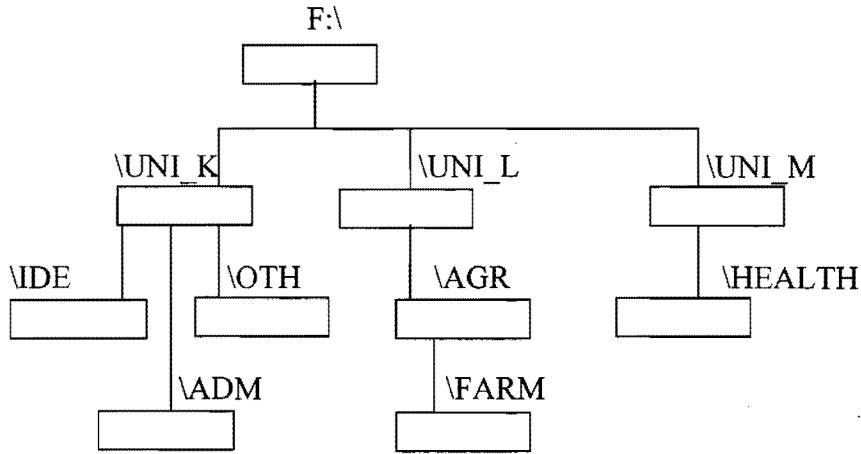 F:\
\UNI_K \UNI_L \UNI_M
\IDE \OTH \AGR \HEALTH
\ADM \FARM